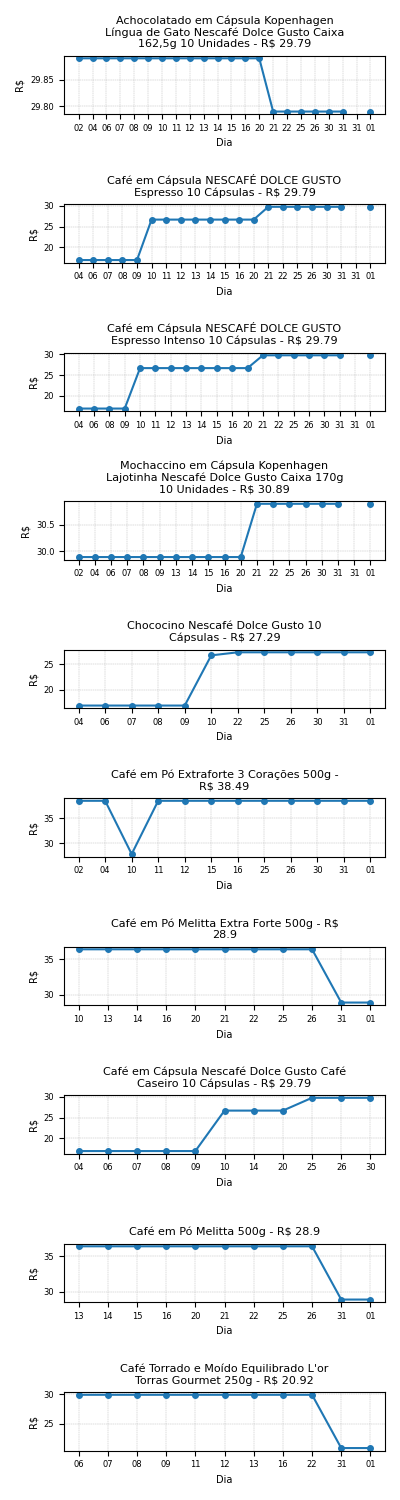 Achocolatado em Cápsula Kopenhagen
Língua de Gato Nescafé Dolce Gusto Caixa
162,5g 10 Unidades - R$ 29.79
29.85
29.80
R$
02 04 06 07 08 09 10 11 12 13 14 15 16 20 21 22 25 26 30 31 31 01
Dia
Café em Cápsula NESCAFÉ DOLCE GUSTO
Espresso 10 Cápsulas - R$ 29.79
30
25
20
R$
04 06 07 08 09 10 11 12 13 14 15 16 20 21 22 25 26 30 31 31 01
Dia
Café em Cápsula NESCAFÉ DOLCE GUSTO
Espresso Intenso 10 Cápsulas - R$ 29.79
30
25
20
R$
04 06 08 09 10 11 12 13 14 15 16 20 21 22 25 26 30 31 31 01
Dia
Mochaccino em Cápsula Kopenhagen
Lajotinha Nescafé Dolce Gusto Caixa 170g
10 Unidades - R$ 30.89
30.5
30.0
R$
02 04 06 07 08 09 13 14 15 16 20 21 22 25 26 30 31 31 01
Dia
Chococino Nescafé Dolce Gusto 10
Cápsulas - R$ 27.29
25
20
R$
04 06 07 08 09 10 22 25 26 30 31 01
Dia
Café em Pó Extraforte 3 Corações 500g -
R$ 38.49
35
30
R$
02 04 10 11 12 15 16 25 26 30 31 01
Dia
Café em Pó Melitta Extra Forte 500g - R$
28.9
35
30
R$
10 13 14 16 20 21 22 25 26 31 01
Dia
Café em Cápsula Nescafé Dolce Gusto Café
Caseiro 10 Cápsulas - R$ 29.79
30
25
20
R$
04 06 07 08 09 10 14 20 25 26 30
Dia
Café em Pó Melitta 500g - R$ 28.9
35
30
R$
13 14 15 16 20 21 22 25 26 31 01
Dia
Café Torrado e Moído Equilibrado L'or
Torras Gourmet 250g - R$ 20.92
30
25
R$
06 07 08 09 11 12 13 16 22 31 01
Dia